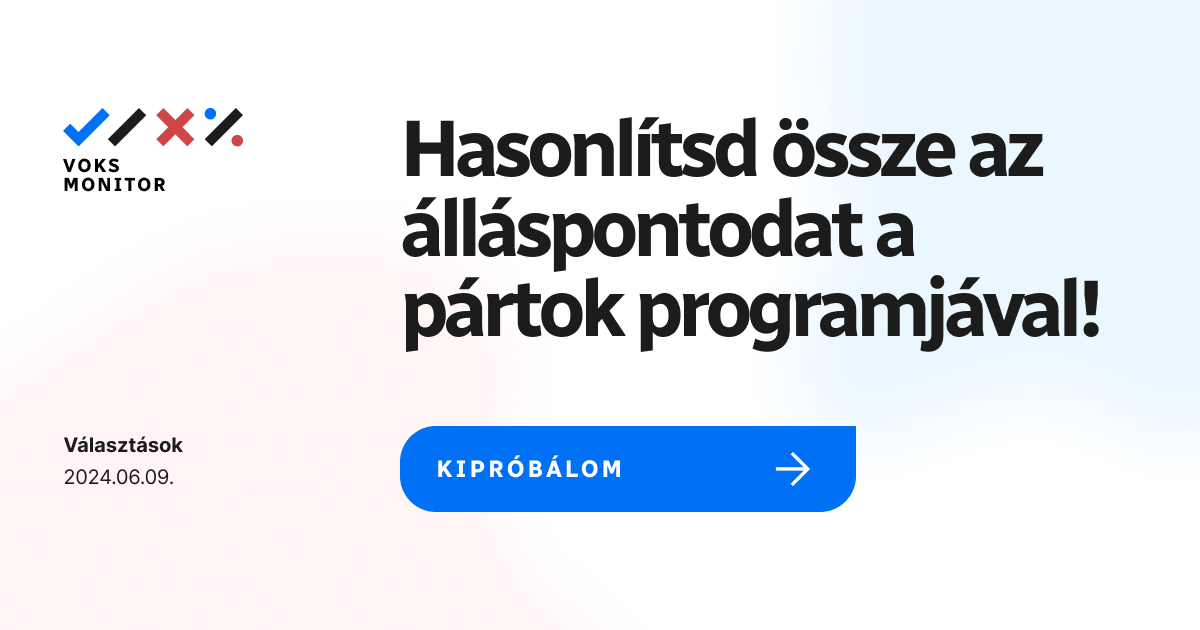 VOKS
MONITOR
Hasonlítsd össze az
álláspontodat a
pártok programjával!
Választások
2024.06.09.
KIPRÓBÁLOM